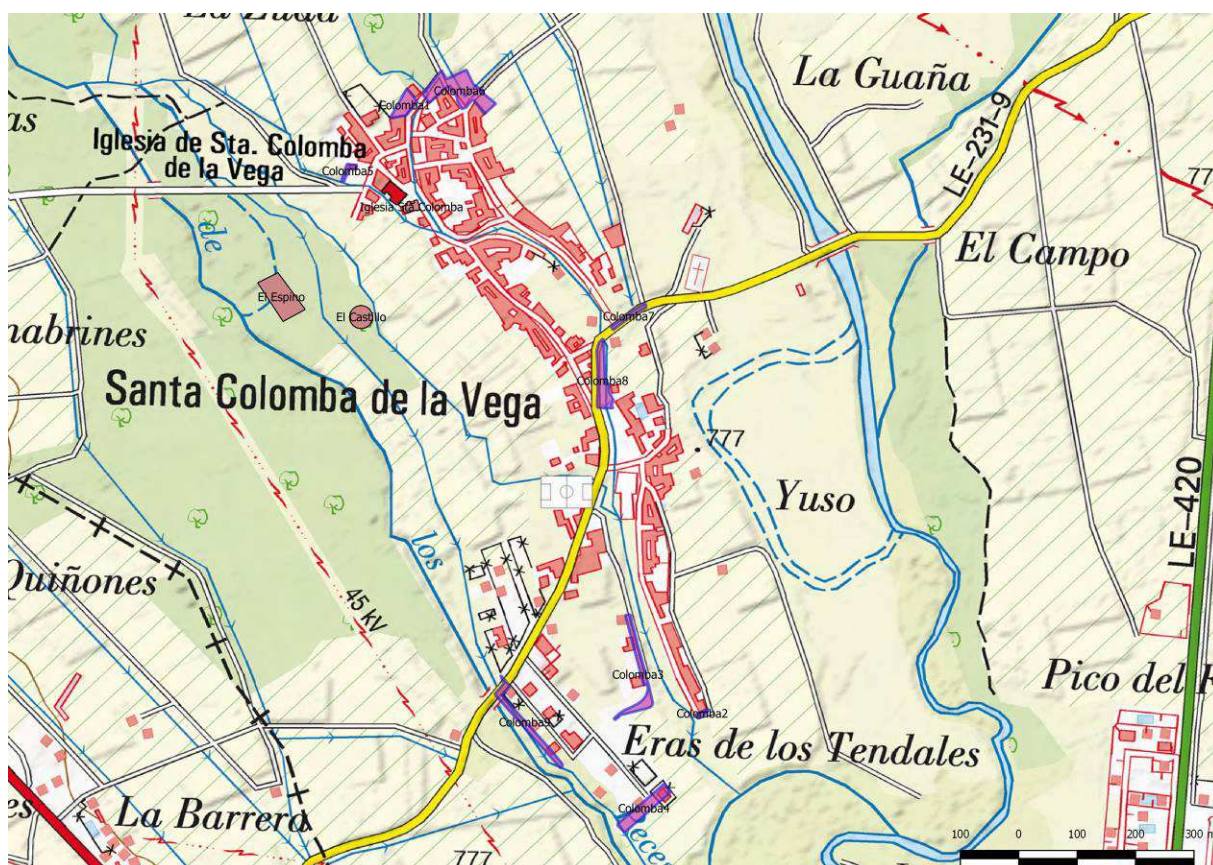 La Guaña
Colomba6
Colomba1
LE-231-9
as
Iglesia de Sta. Colomba
de la Vega
Colomba5
Iglesia Sta.Colomba
de
El Campo
El Espino
El Castillo
Colomba7
nabrines
Santa Colomba de la Vega
Colomba8
777
Yuso
los
LE-420
Quiñones
45 kV
Colomba3
Pico del
Colomba2
Colomba9
Eras de los Tendales
es
La Barrera
Colomba4
777
100 0 100 200 300 m